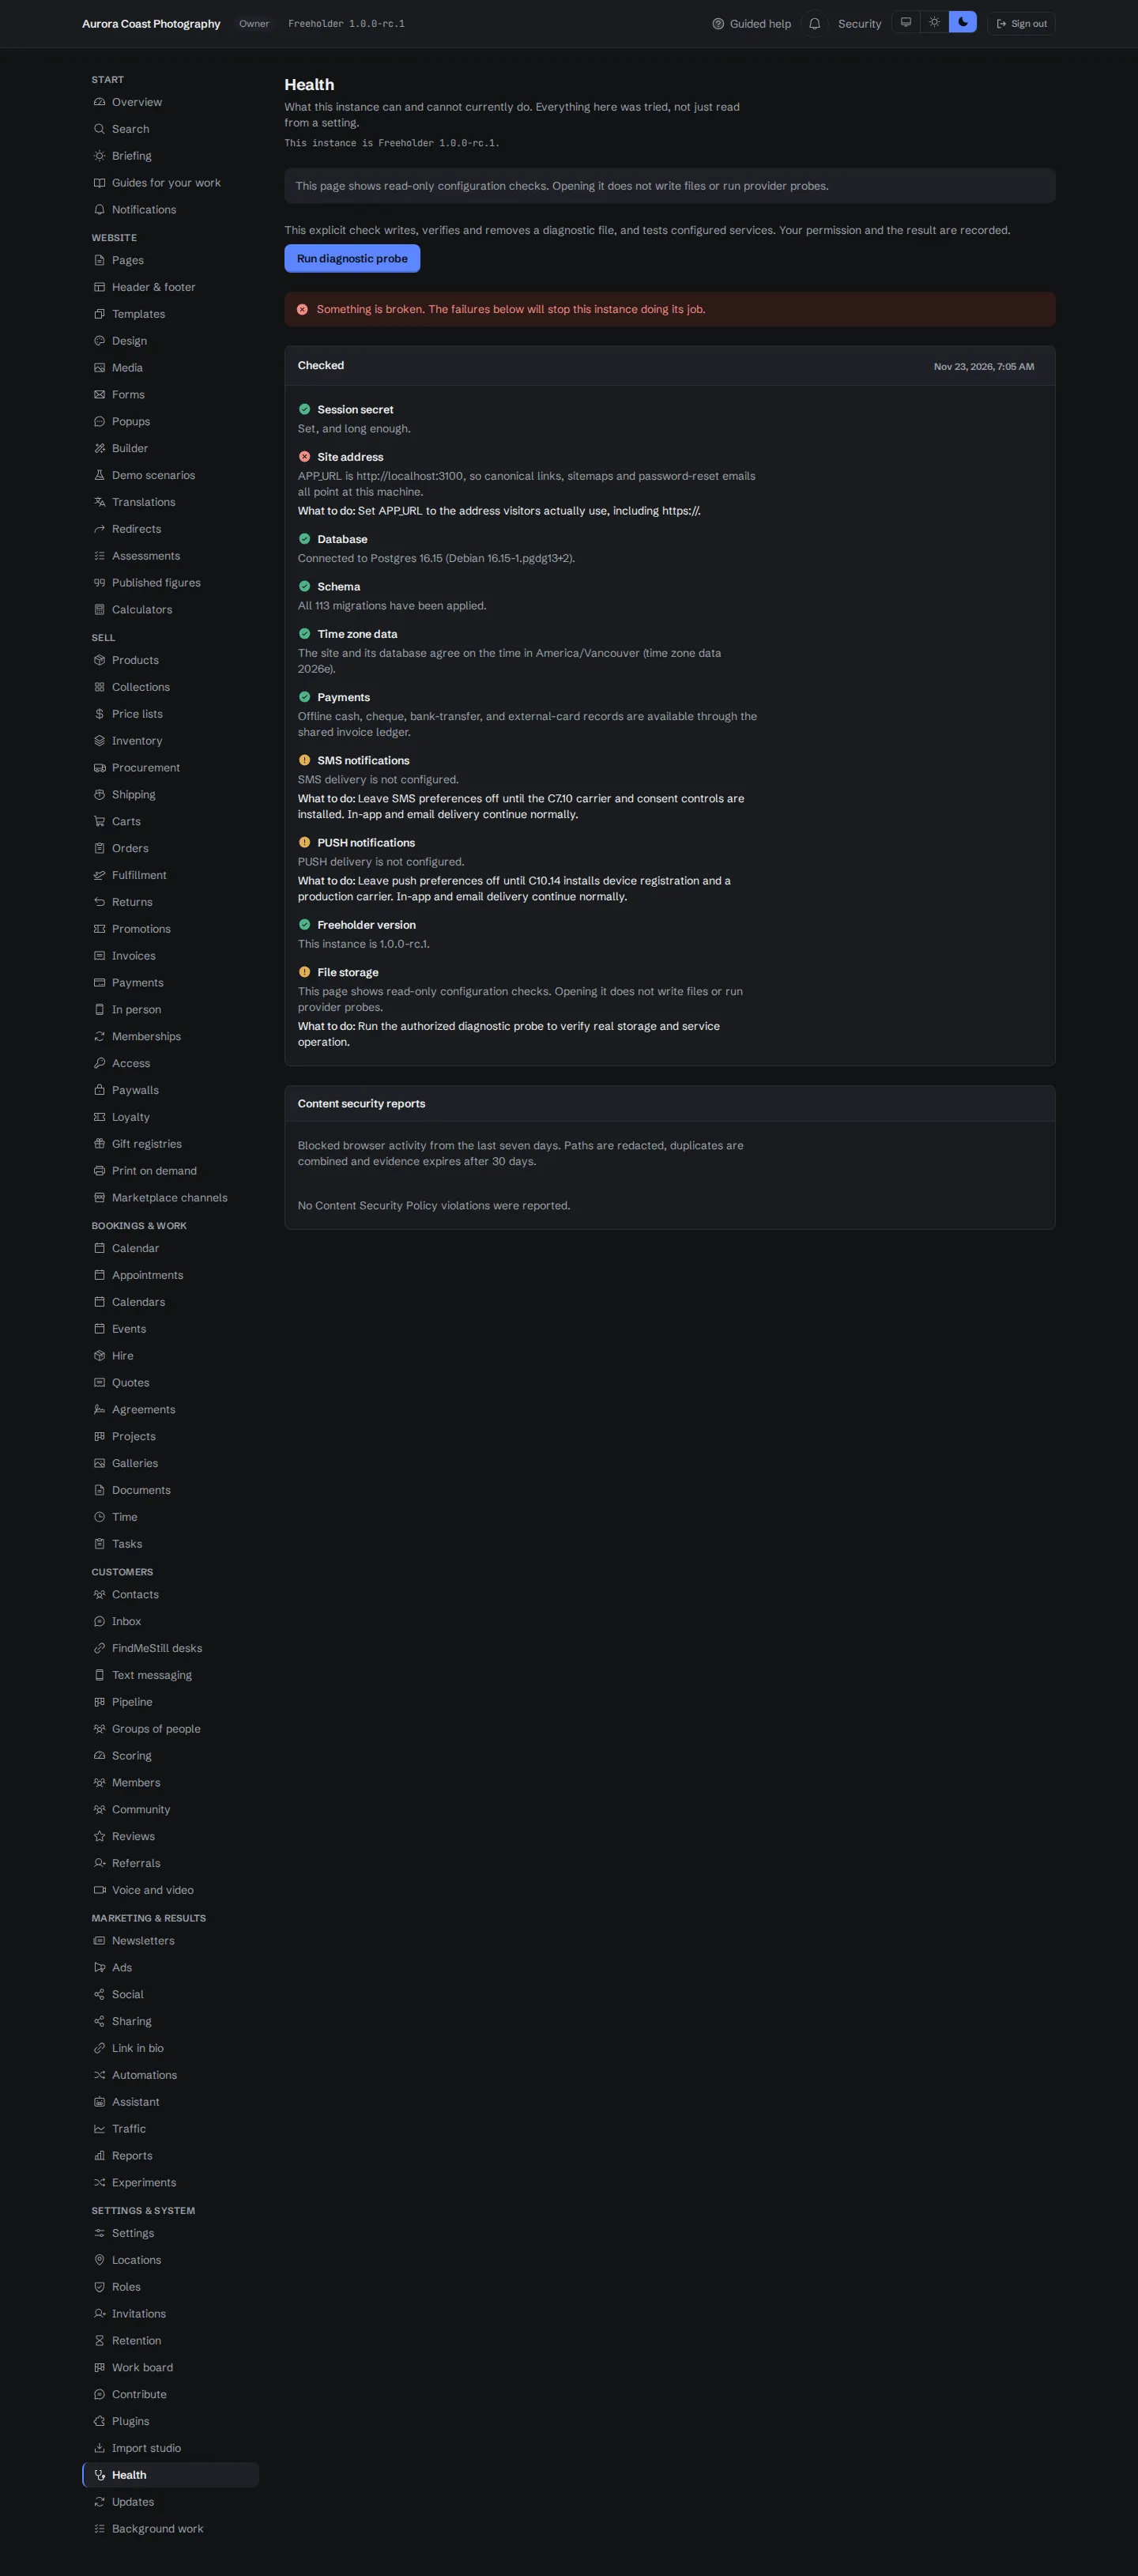 Aurora Coast Photography Owner Freeholder 1.0.0-rc.1 Guided help Security Sign out
START
Overview
Search
Briefing
Guides for your work
Notifications
WEBSITE
Pages
Header & footer
Templates
Design
Media
Forms
Popups
Builder
Demo scenarios
Translations
Redirects
Assessments
Published figures
Calculators
SELL
Products
Collections
Price lists
Inventory
Procurement
Shipping
Carts
Orders
Fulfillment
Returns
Promotions
Invoices
Payments
In person
Memberships
Access
Paywalls
Loyalty
Gift registries
Print on demand
Marketplace channels
BOOKINGS & WORK
Calendar
Appointments
Calendars
Events
Hire
Quotes
Agreements
Projects
Galleries
Documents
Time
Tasks
CUSTOMERS
Contacts
Inbox
FindMeStill desks
Text messaging
Pipeline
Groups of people
Scoring
Members
Community
Reviews
Referrals
Voice and video
MARKETING & RESULTS
Newsletters
Ads
Social
Sharing
Link in bio
Automations
Assistant
Traffic
Reports
Experiments
SETTINGS & SYSTEM
Settings
Locations
Roles
Invitations
Retention
Work board
Contribute
Plugins
Import studio
Health
Updates
Background work
Health
What this instance can and cannot currently do. Everything here was tried, not just read
from a setting.
This instance is Freeholder 1.0.0-rc.1.
This page shows read-only configuration checks. Opening it does not write files or run provider probes.
This explicit check writes, verifies and removes a diagnostic file, and tests configured services. Your permission and the result are recorded.
Run diagnostic probe
Something is broken. The failures below will stop this instance doing its job.
Checked Nov 23, 2026, 7:05 AM
Session secret
Set, and long enough.
Site address
APP_URL is http://localhost:3100, so canonical links, sitemaps and password-reset emails
all point at this machine.
What to do: Set APP_URL to the address visitors actually use, including https://.
Database
Connected to Postgres 16.15 (Debian 16.15-1.pgdg13+2).
Schema
All 113 migrations have been applied.
Time zone data
The site and its database agree on the time in America/Vancouver (time zone data
2026e).
Payments
Offline cash, cheque, bank-transfer, and external-card records are available through the
shared invoice ledger.
SMS notifications
SMS delivery is not configured.
What to do: Leave SMS preferences off until the C7.10 carrier and consent controls are
installed. In-app and email delivery continue normally.
PUSH notifications
PUSH delivery is not configured.
What to do: Leave push preferences off until C10.14 installs device registration and a
production carrier. In-app and email delivery continue normally.
Freeholder version
This instance is 1.0.0-rc.1.
File storage
This page shows read-only configuration checks. Opening it does not write files or run
provider probes.
What to do: Run the authorized diagnostic probe to verify real storage and service
operation.
Content security reports
Blocked browser activity from the last seven days. Paths are redacted, duplicates are
combined and evidence expires after 30 days.
No Content Security Policy violations were reported.